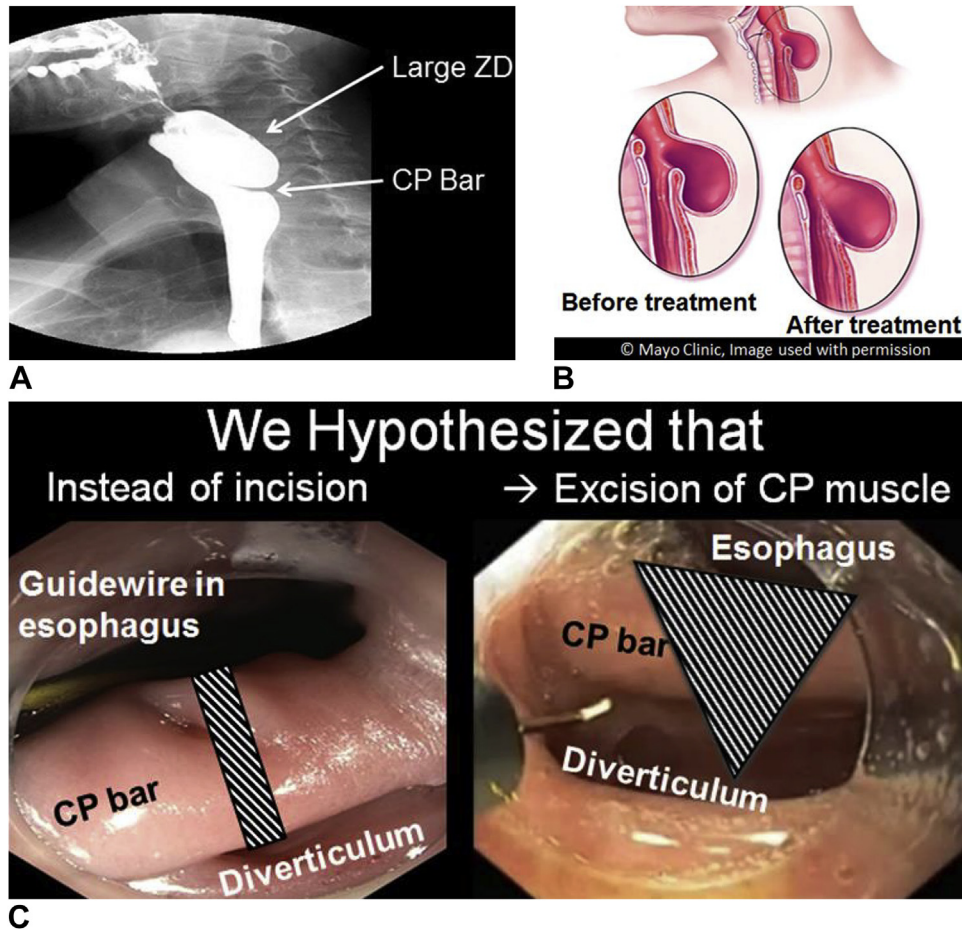 Large ZD
CP Bar
A
Before treatment
After treatment
© Mayo Clinic, Image used with permission
B
We Hypothesized that
Instead of incision
→ Excision of CP muscle
Guidewire in
esophagus
CP bar
Diverticulum
Esophagus
CP bar
Diverticulum
C